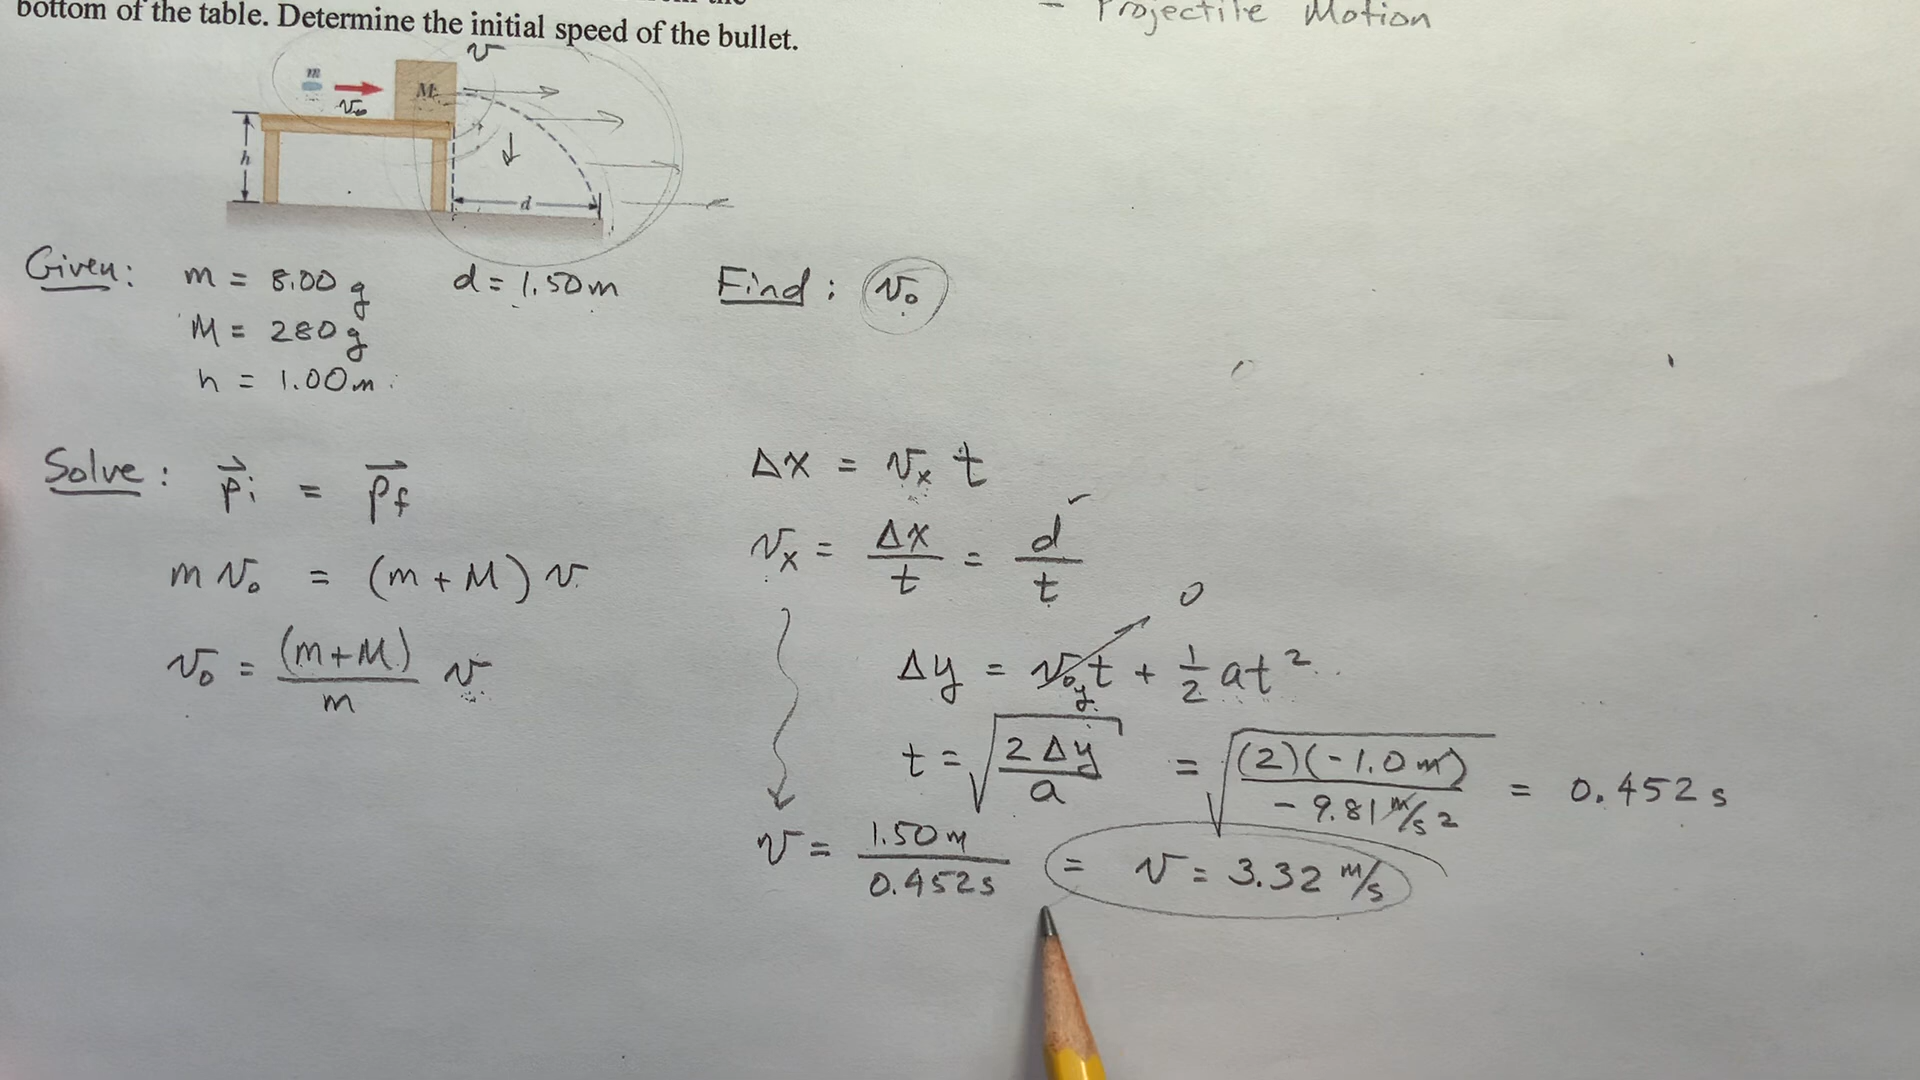 bottom of the table. Determine the initial speed of the bullet.
- Projectile Motion
v
m
M
v₀
h
d
Given: m = 8.00 g d = 1.50 m Find: v₀
M = 280 g
h = 1.00 m
Solve: p⃗i = p⃗f
m v₀ = (m + M) v
v₀ = (m+M)/m v
Δx = vₓ t
vₓ = Δx/t = d/t
0
Δy = v₀y t + 1/2 at²
t = √(2Δy/a) = √((2)(-1.0 m)/-9.81 m/s²) = 0.452 s
v = 1.50 m/0.452 s = v = 3.32 m/s